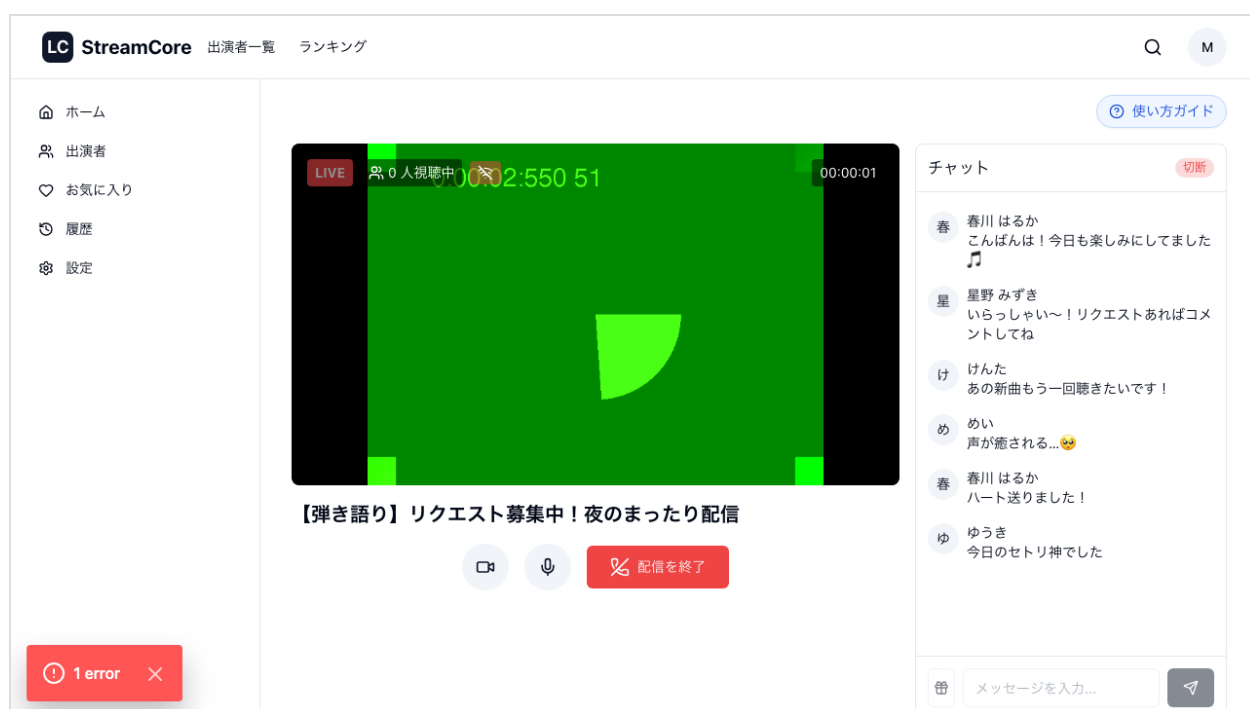 LC StreamCore 出演者一覧 ランキング M
ホーム
出演者
お気に入り
履歴
設定
使い方ガイド
LIVE 0 人視聴中 00:00:01
02:550 51
【弾き語り】リクエスト募集中！夜のまったり配信
配信を終了
チャット 切断
春 春川 はるか
こんばんは！今日も楽しみにしてました
🎵
星 星野 みずき
いらっしゃい〜！リクエストあればコメ
ントしてね
け けんた
あの新曲もう一回聴きたいです！
め めい
声が癒される…🥺
春 春川 はるか
ハート送りました！
ゆ ゆうき
今日のセトリ神でした
メッセージを入力...
1 error